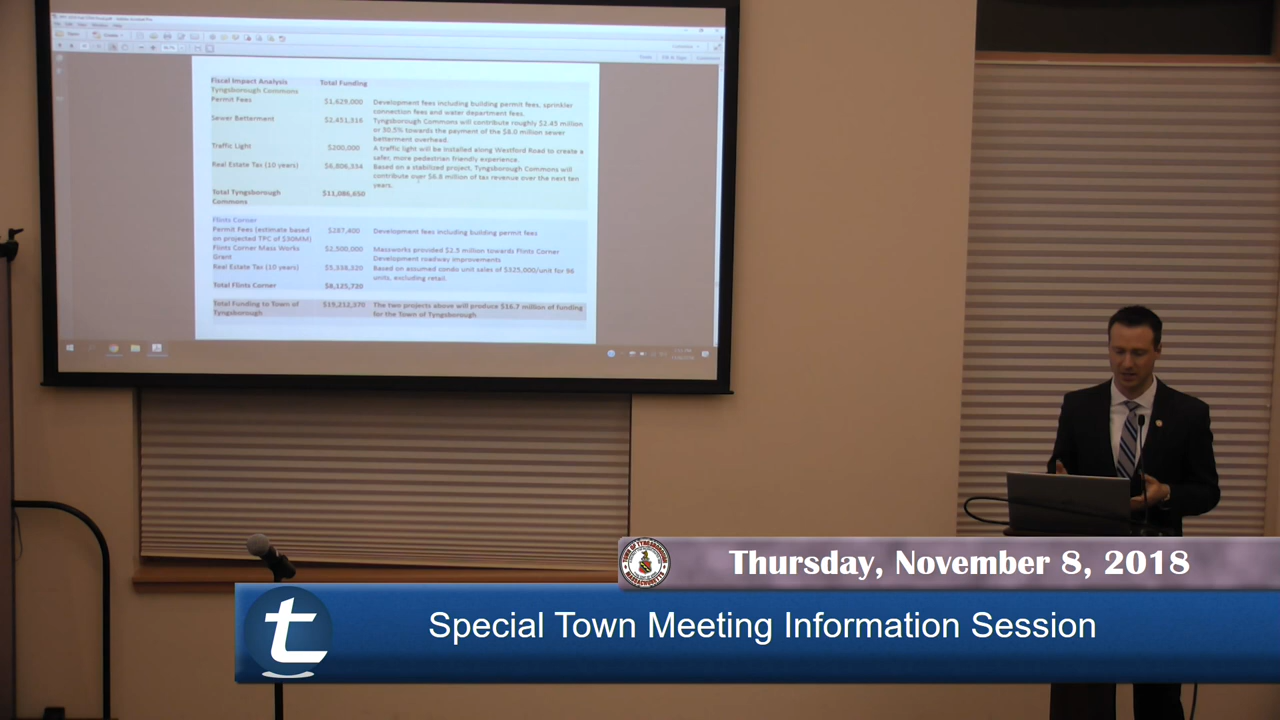 Fiscal Impact Analysis Total Funding
Tyngsborough Commons
Permit Fees $1,629,000 Development fees including building permit fees, sprinkler
connection fees and water department fees.
Sewer Betterment $2,451,316 Tyngsborough Commons will contribute roughly $2.45 million
or 30.5% towards the payment of the $8.0 million sewer
betterment overhead.
Traffic Light $200,000 A traffic light will be installed along Westford Road to create a
safer, more pedestrian friendly experience.
Real Estate Tax (10 years) $6,806,334 Based on a stabilized project, Tyngsborough Commons will
contribute over $6.8 million of tax revenue over the next ten
years.
Total Tyngsborough $11,086,650
Commons
Flints Corner
Permit Fees (estimate based $287,400 Development fees including building permit fees
on projected TPC of $30MM)
Flints Corner Mass Works $2,500,000 Massworks provided $2.5 million towards Flints Corner
Grant Development roadway improvements
Real Estate Tax (10 years) $5,338,320 Based on assumed condo unit sales of $325,000/unit for 96
units, excluding retail.
Total Flints Corner $8,125,720
Total Funding to Town of $19,212,370 The two projects above will produce $16.7 million of funding
Tyngsborough for the Town of Tyngsborough
TOWN OF TYNGSBOROUGH
MASSACHUSETTS
Thursday, November 8, 2018
t
Special Town Meeting Information Session